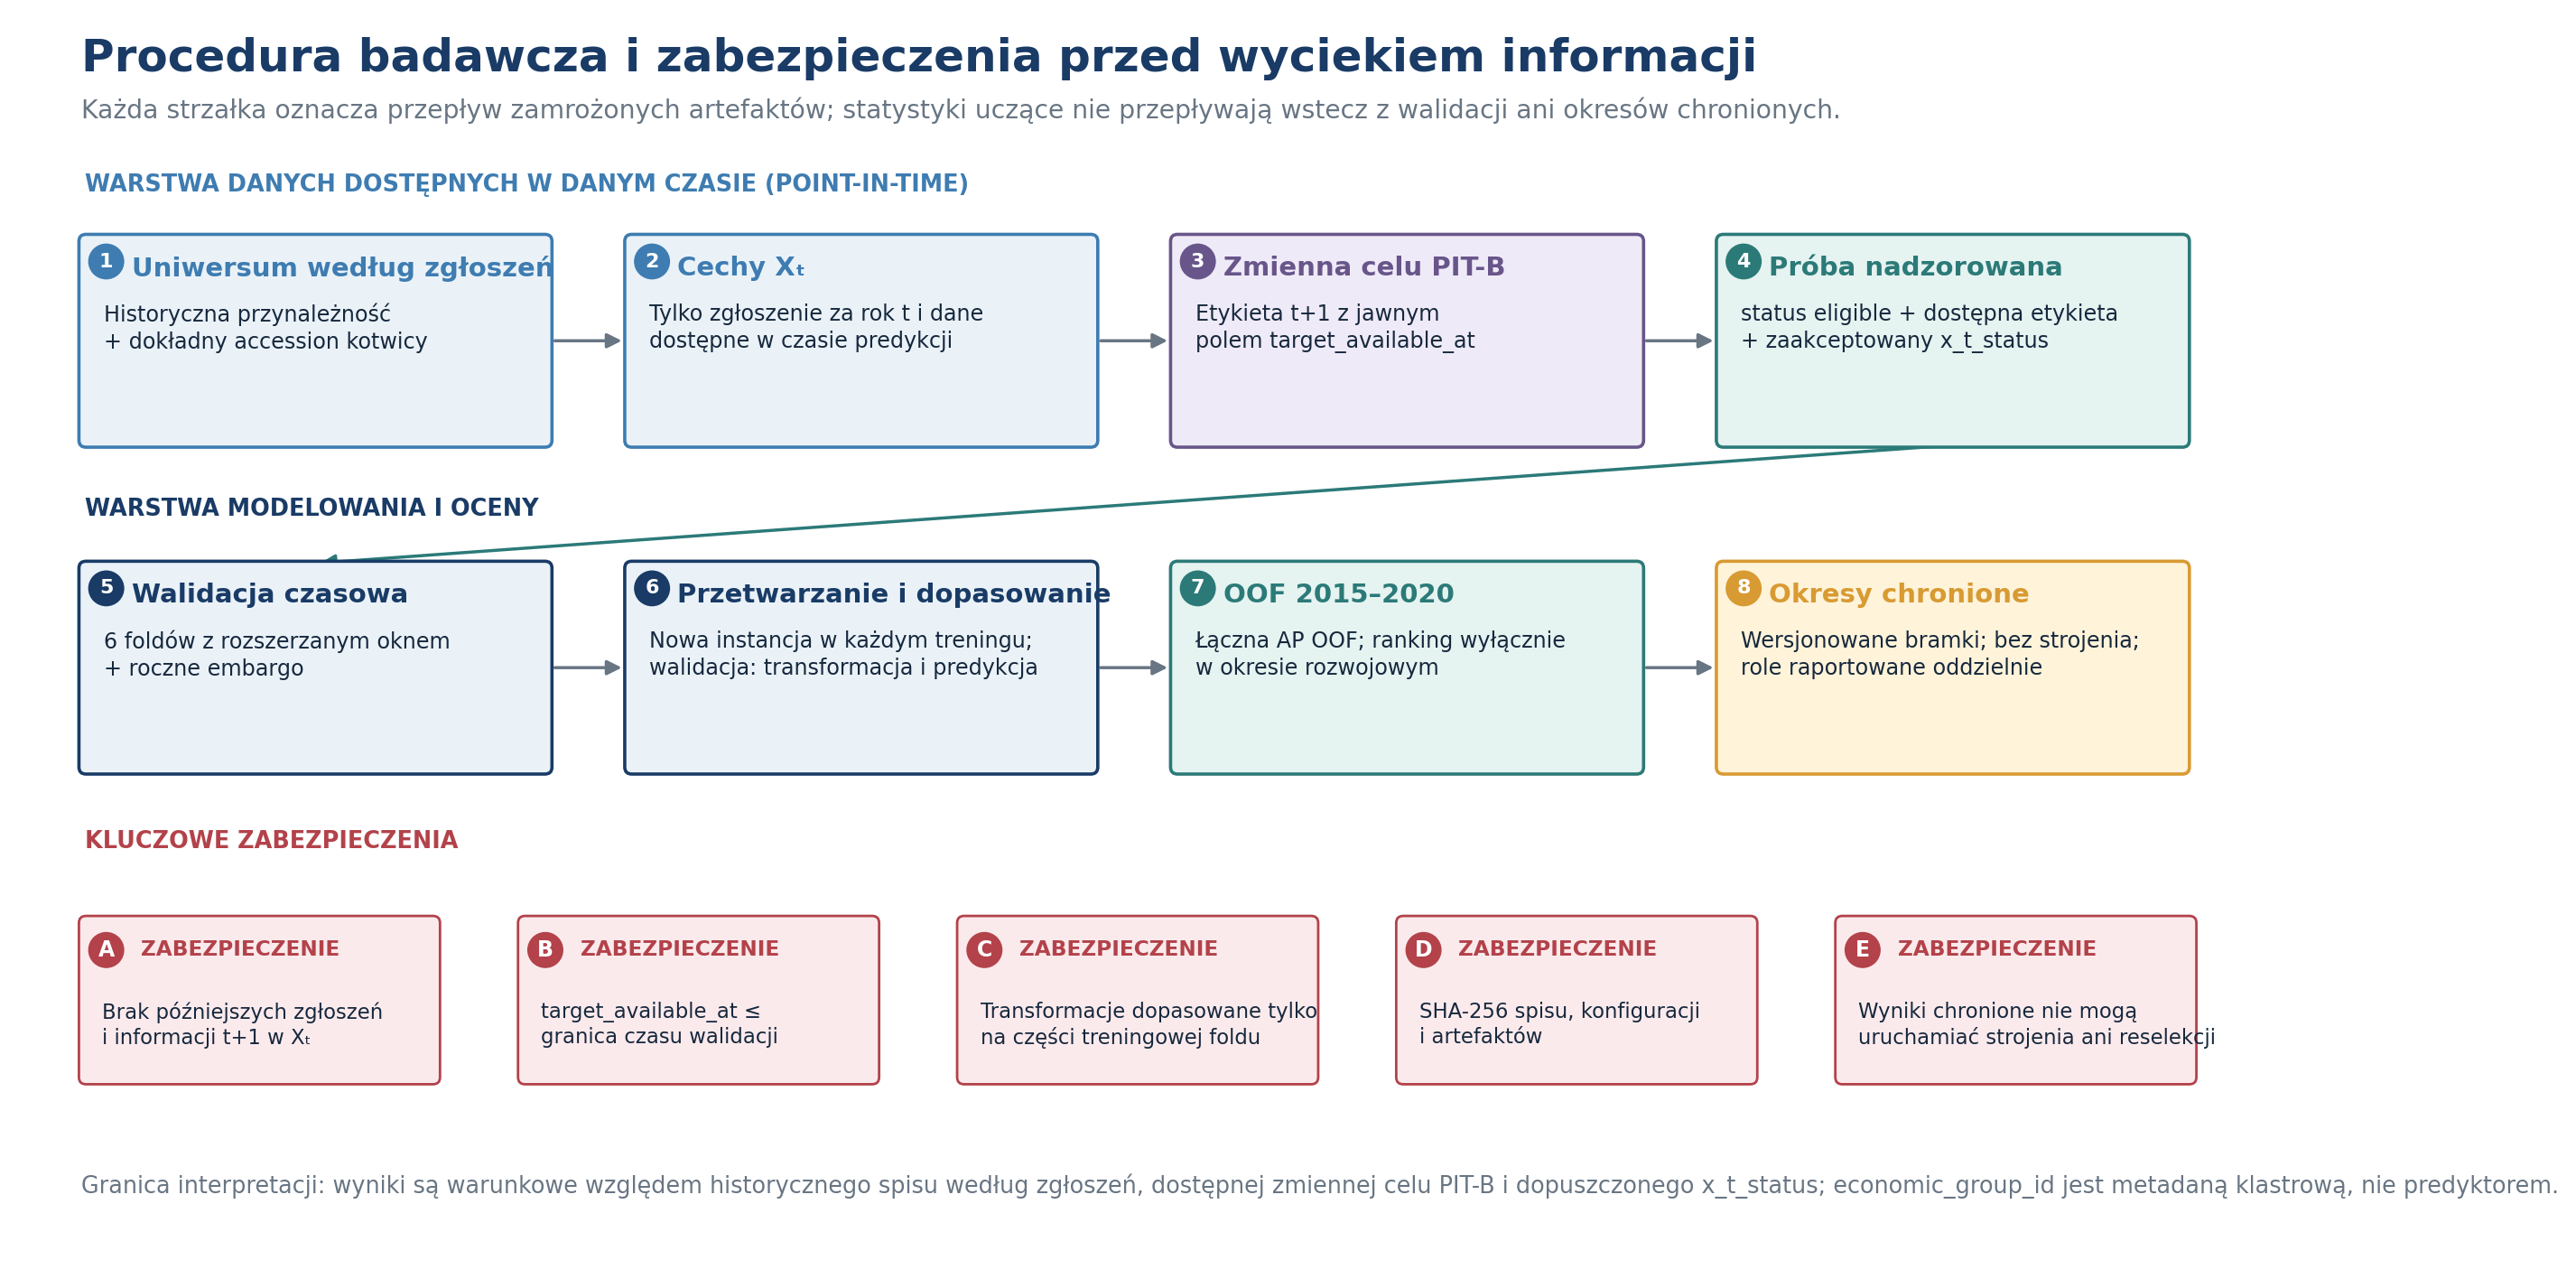 Procedura badawcza i zabezpieczenia przed wyciekiem informacji
Każda strzałka oznacza przepływ zamrożonych artefaktów; statystyki uczące nie przepływają wstecz z walidacji ani okresów chronionych.
WARSTWA DANYCH DOSTĘPNYCH W DANYM CZASIE (POINT-IN-TIME)
1 Uniwersum według zgłoszeń
Historyczna przynależność
+ dokładny accession kotwicy
2 Cechy Xₜ
Tylko zgłoszenie za rok t i dane
dostępne w czasie predykcji
3 Zmienna celu PIT-B
Etykieta t+1 z jawnym
polem target_available_at
4 Próba nadzorowana
status eligible + dostępna etykieta
+ zaakceptowany x_t_status
WARSTWA MODELOWANIA I OCENY
5 Walidacja czasowa
6 foldów z rozszerzanym oknem
+ roczne embargo
6 Przetwarzanie i dopasowanie
Nowa instancja w każdym treningu;
walidacja: transformacja i predykcja
7 OOF 2015–2020
Łączna AP OOF; ranking wyłącznie
w okresie rozwojowym
8 Okresy chronione
Wersjonowane bramki; bez strojenia;
role raportowane oddzielnie
KLUCZOWE ZABEZPIECZENIA
A ZABEZPIECZENIE
Brak późniejszych zgłoszeń
i informacji t+1 w Xₜ
B ZABEZPIECZENIE
target_available_at ≤
granica czasu walidacji
C ZABEZPIECZENIE
Transformacje dopasowane tylko
na części treningowej foldu
D ZABEZPIECZENIE
SHA-256 spisu, konfiguracji
i artefaktów
E ZABEZPIECZENIE
Wyniki chronione nie mogą
uruchamiać strojenia ani reselekcji
Granica interpretacji: wyniki są warunkowe względem historycznego spisu według zgłoszeń, dostępnej zmiennej celu PIT-B i dopuszczonego x_t_status; economic_group_id jest metadaną klastrową, nie predyktorem.